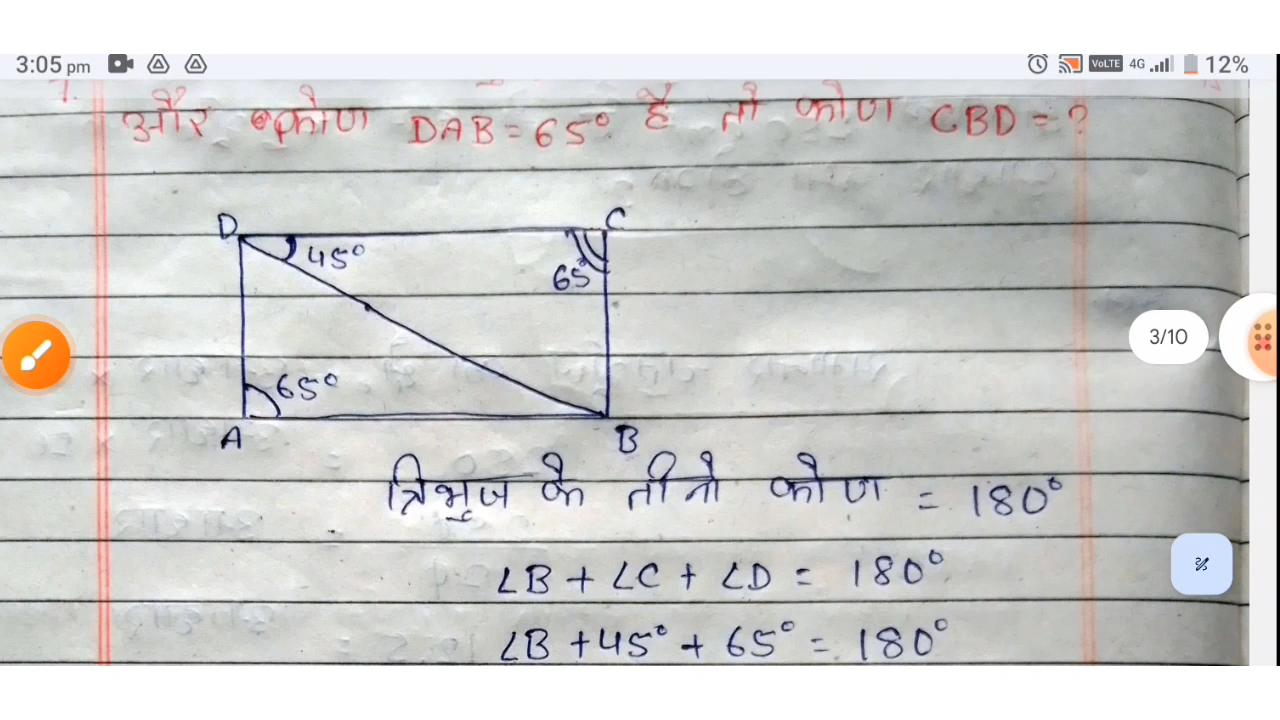 3:05 pm VoLTE 4G 12%
और कोण DAB = 65° है तो कोण CBD = ?
D C
45°
65°
3/10
65°
A B
त्रिभुज के तीनो कोण = 180°
∠B + ∠C + ∠D = 180°
∠B + 45° + 65° = 180°